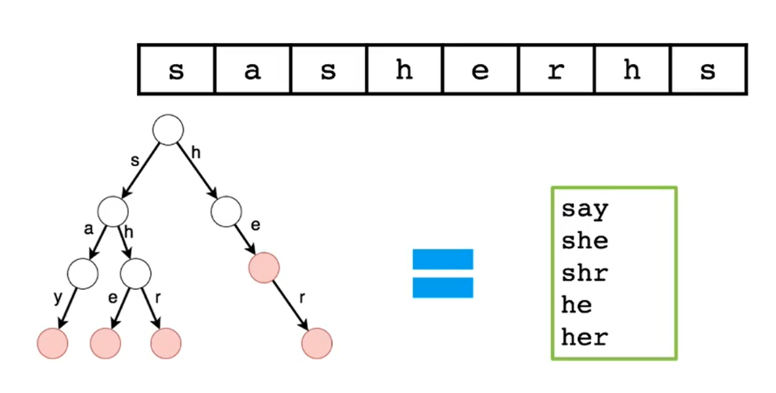 s a s h e r h s
s h
a h e
y e r r
say
she
shr
he
her